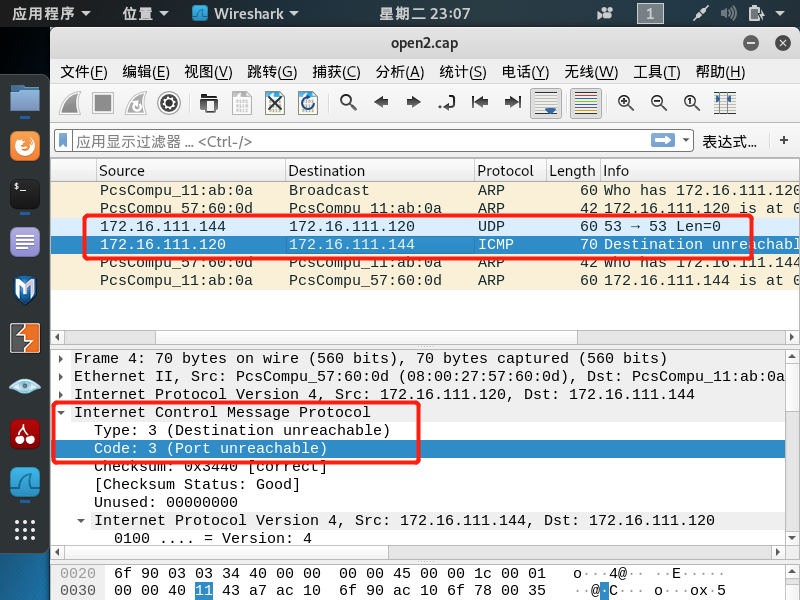 应用程序 位置 Wireshark 星期二 23:07 1
open2.cap
文件(F) 编辑(E) 视图(V) 跳转(G) 捕获(C) 分析(A) 统计(S) 电话(Y) 无线(W) 工具(T) 帮助(H)
应用显示过滤器 … <Ctrl-/> 表达式… +
Source Destination Protocol Length Info
PcsCompu_11:ab:0a Broadcast ARP 60 Who has 172.16.111.120
PcsCompu_57:60:0d PcsCompu_11:ab:0a ARP 42 172.16.111.120 is at 0
172.16.111.144 172.16.111.120 UDP 60 53 → 53 Len=0
172.16.111.120 172.16.111.144 ICMP 70 Destination unreachabl
PcsCompu_57:60:0d PcsCompu_11:ab:0a ARP 42 Who has 172.16.111.144
PcsCompu_11:ab:0a PcsCompu_57:60:0d ARP 60 172.16.111.144 is at 0
Frame 4: 70 bytes on wire (560 bits), 70 bytes captured (560 bits)
Ethernet II, Src: PcsCompu_57:60:0d (08:00:27:57:60:0d), Dst: PcsCompu_11:ab:0a
Internet Protocol Version 4, Src: 172.16.111.120, Dst: 172.16.111.144
Internet Control Message Protocol
Type: 3 (Destination unreachable)
Code: 3 (Port unreachable)
Checksum: 0x3440 [correct]
[Checksum Status: Good]
Unused: 00000000
Internet Protocol Version 4, Src: 172.16.111.144, Dst: 172.16.111.120
0100 .... = Version: 4
0020 6f 90 03 03 34 40 00 00 00 00 45 00 00 1c 00 01 o···4@·· ··E·····
0030 00 00 40 11 43 a7 ac 10 6f 90 ac 10 6f 78 00 35 ··@·C··· o···ox·5